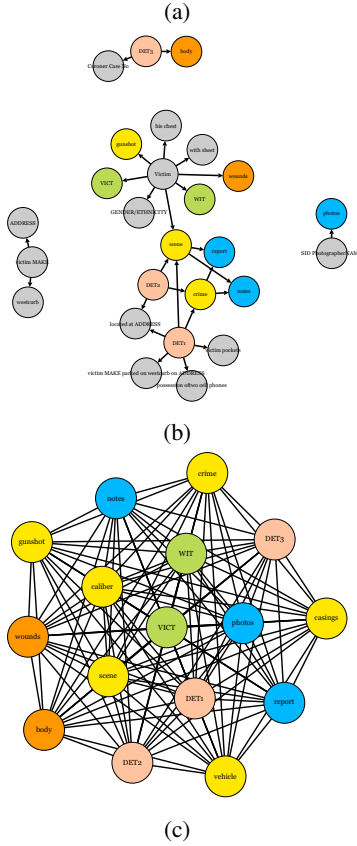 (a)
DET3
body
Coroner Case No
his chest
gunshot
with sheet
Victim
wounds
VICT
WIT
GENDER/ETHNICITY
photos
ADDRESS
scene
report
SID Photographer
victim MAKE
DET2
notes
crime
westcurb
located at ADDRESS
DET1
victim pockets
victim MAKE parked on westcurb on ADDRESS
possession oftwo cell phones
(b)
crime
notes
gunshot
DET3
WIT
caliber
casings
wounds
VICT
photos
scene
DET1
report
body
DET2
vehicle
(c)